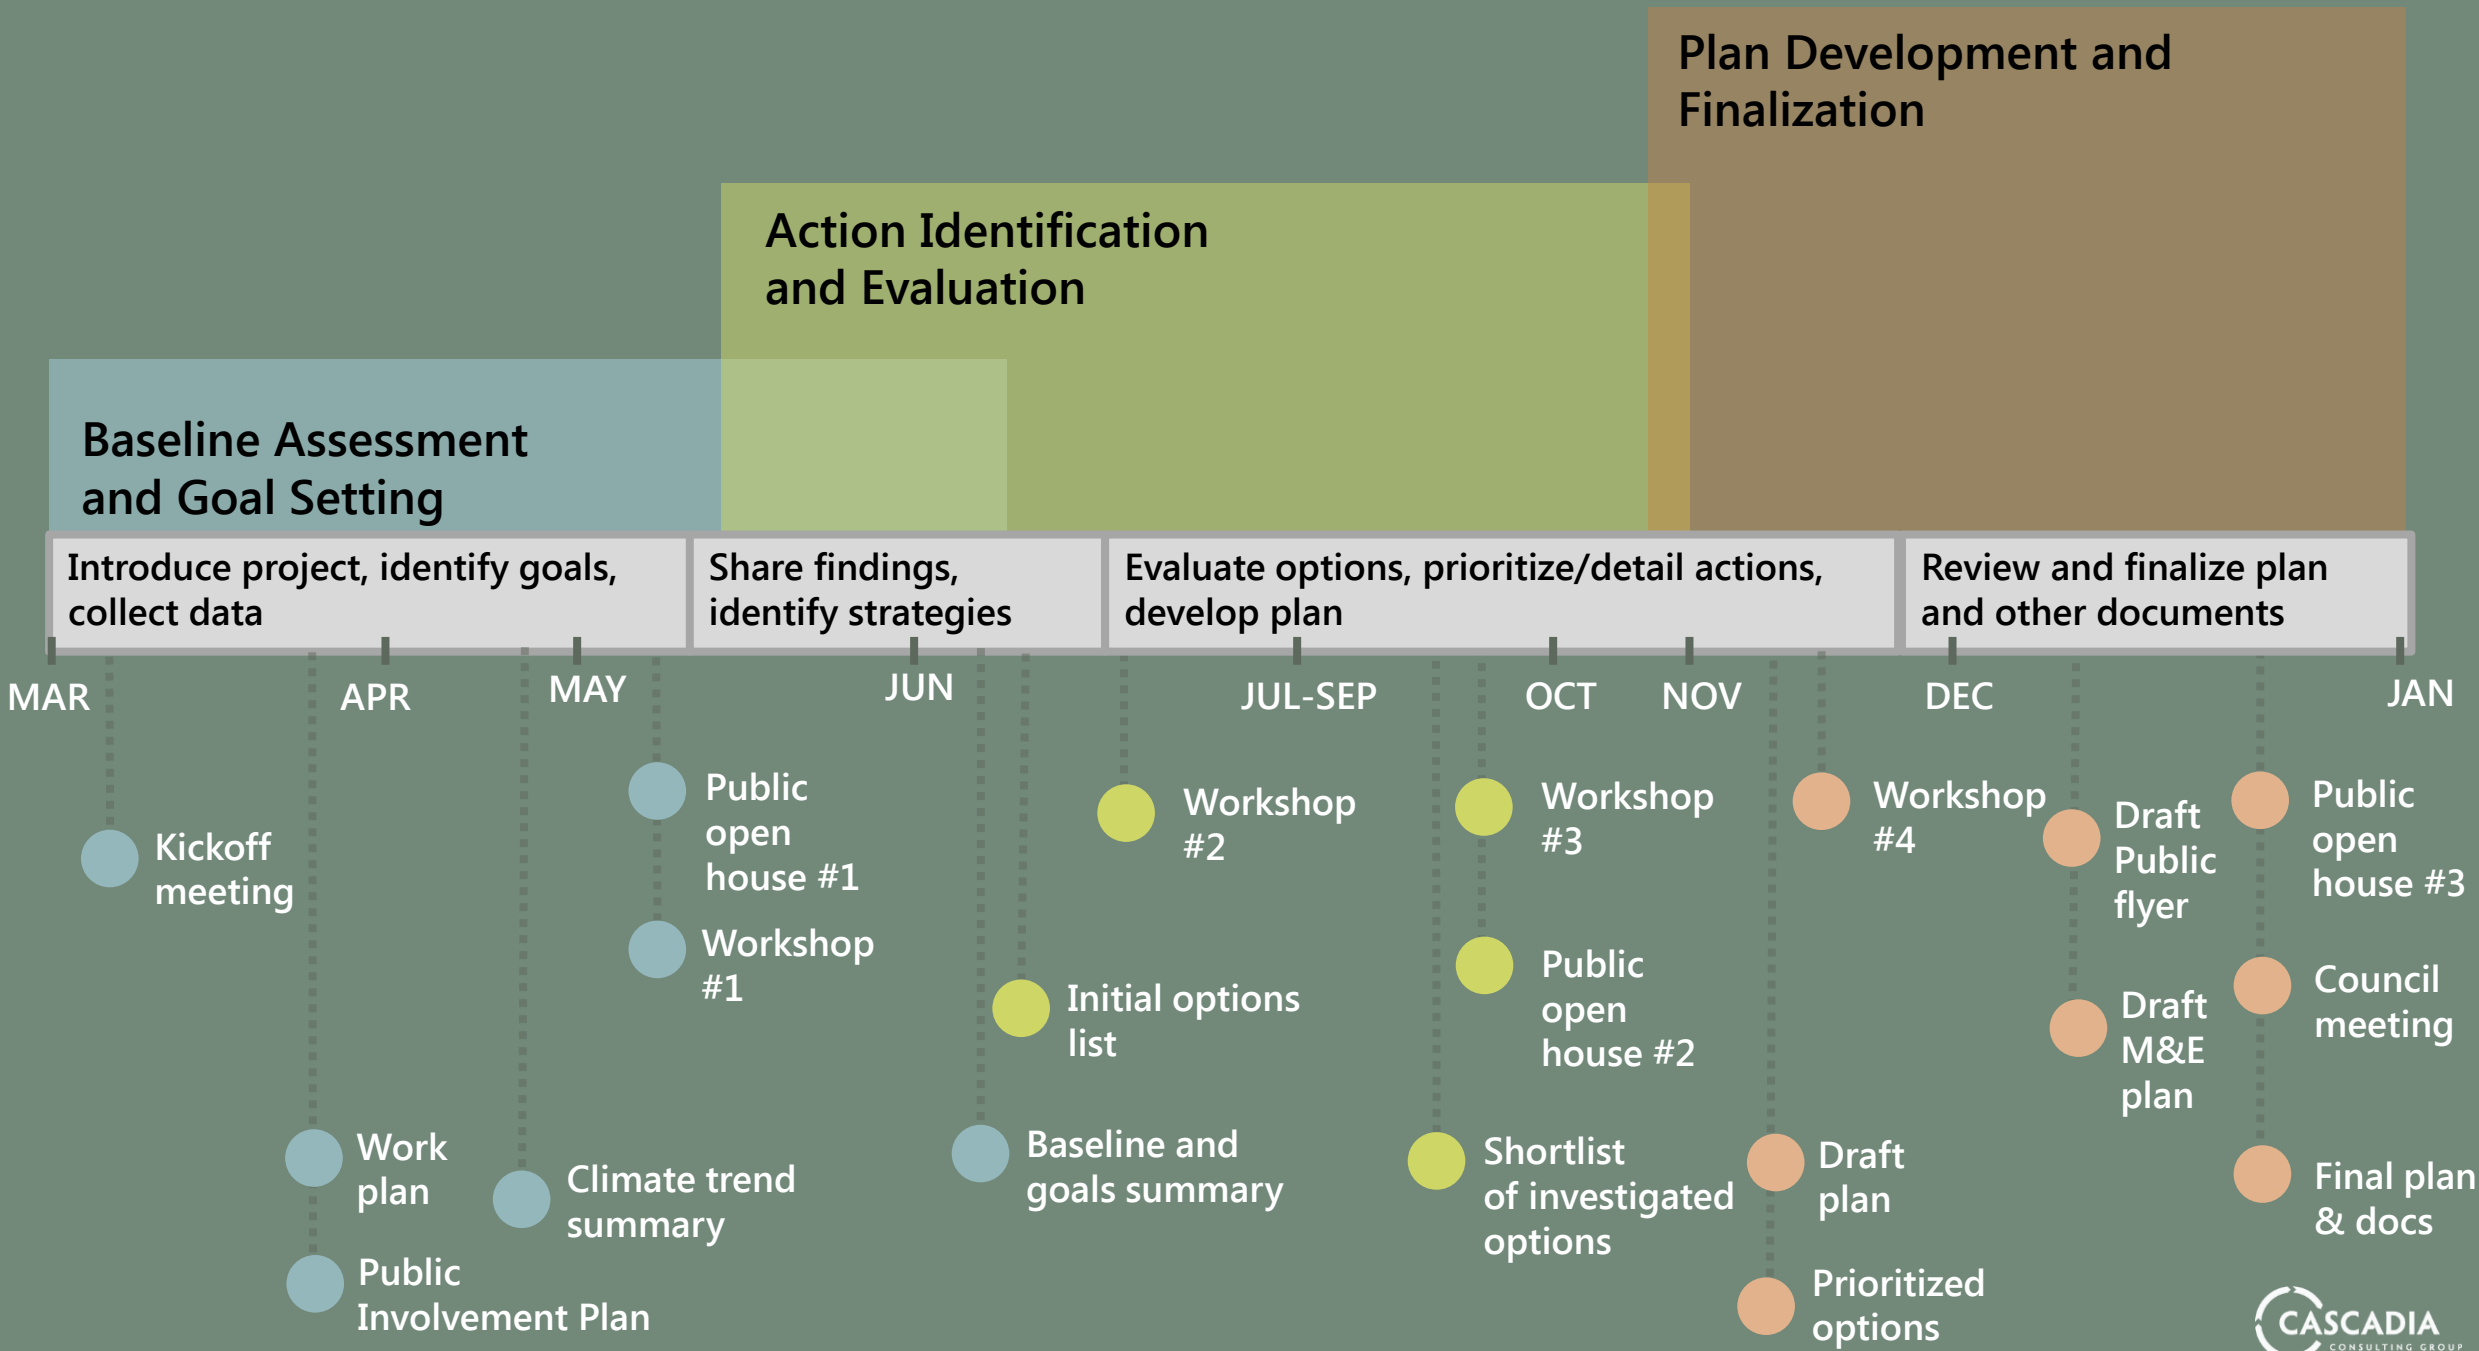 Plan Development and
Finalization
Action Identification
and Evaluation
Baseline Assessment
and Goal Setting
Introduce project, identify goals,
collect data
Share findings,
identify strategies
Evaluate options, prioritize/detail actions,
develop plan
Review and finalize plan
and other documents
MAR
APR
MAY
JUN
JUL-SEP
OCT
NOV
DEC
JAN
Kickoff
meeting
Work
plan
Public
Involvement Plan
Climate trend
summary
Public
open
house #1
Workshop
#1
Baseline and
goals summary
Initial options
list
Workshop
#2
Shortlist
of investigated
options
Workshop
#3
Public
open
house #2
Draft
plan
Prioritized
options
Workshop
#4
Draft
Public
flyer
Draft
M&E
plan
Public
open
house #3
Council
meeting
Final plan
& docs
CASCADIA
CONSULTING GROUP